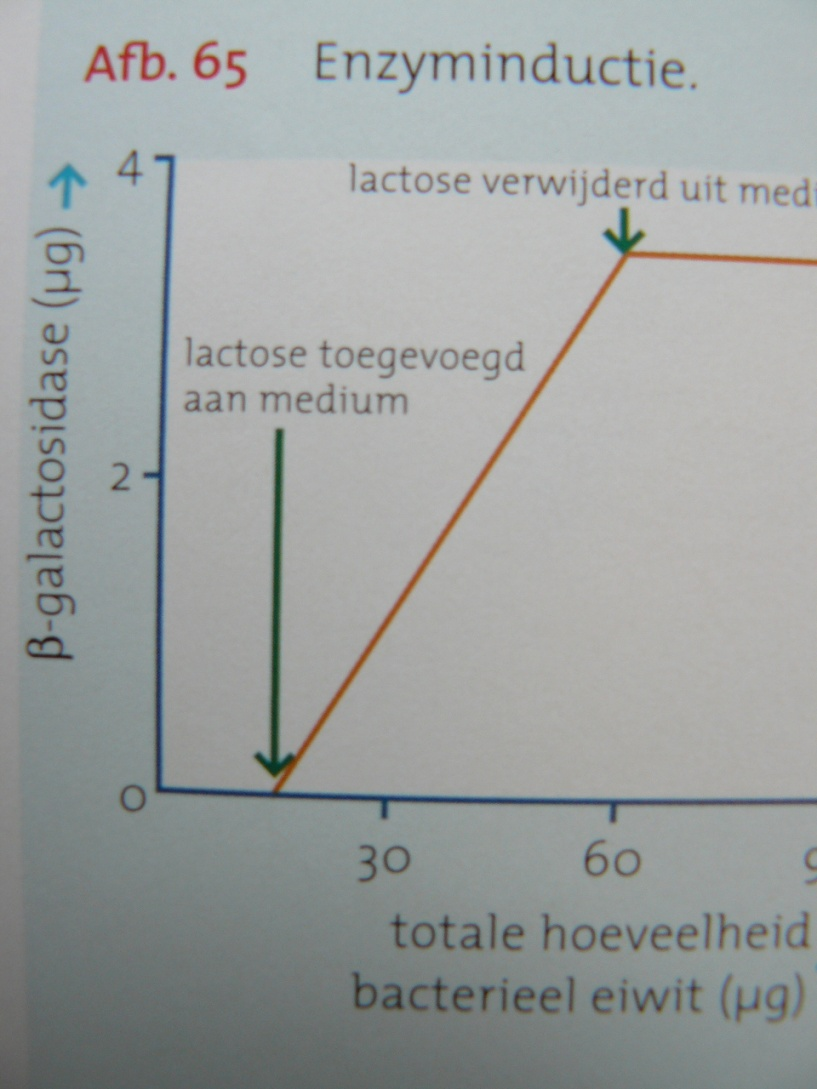 Afb. 65 Enzyminductie.
4
lactose verwijderd uit
lactose toegevoegd
aan medium
β-galactosidase (µg)
2
0
30 60
totale hoeveelheid
bacterieel eiwit (µg)